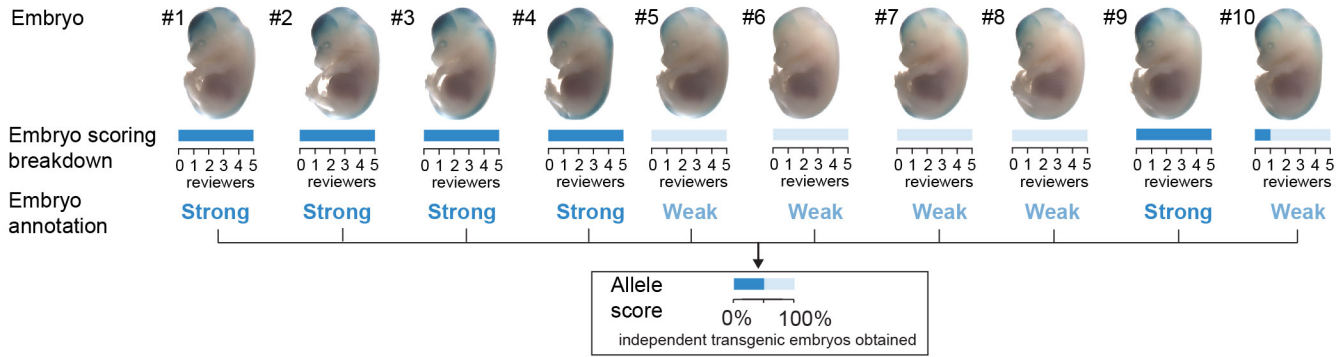 Embryo #1 #2 #3 #4 #5 #6 #7 #8 #9 #10
Embryo scoring
breakdown
0 1 2 3 4 5 0 1 2 3 4 5 0 1 2 3 4 5 0 1 2 3 4 5 0 1 2 3 4 5 0 1 2 3 4 5 0 1 2 3 4 5 0 1 2 3 4 5 0 1 2 3 4 5 0 1 2 3 4 5
reviewers reviewers reviewers reviewers reviewers reviewers reviewers reviewers reviewers reviewers
Embryo
annotation
Strong Strong Strong Strong Weak Weak Weak Weak Strong Weak
Allele
score
0% 100%
independent transgenic embryos obtained